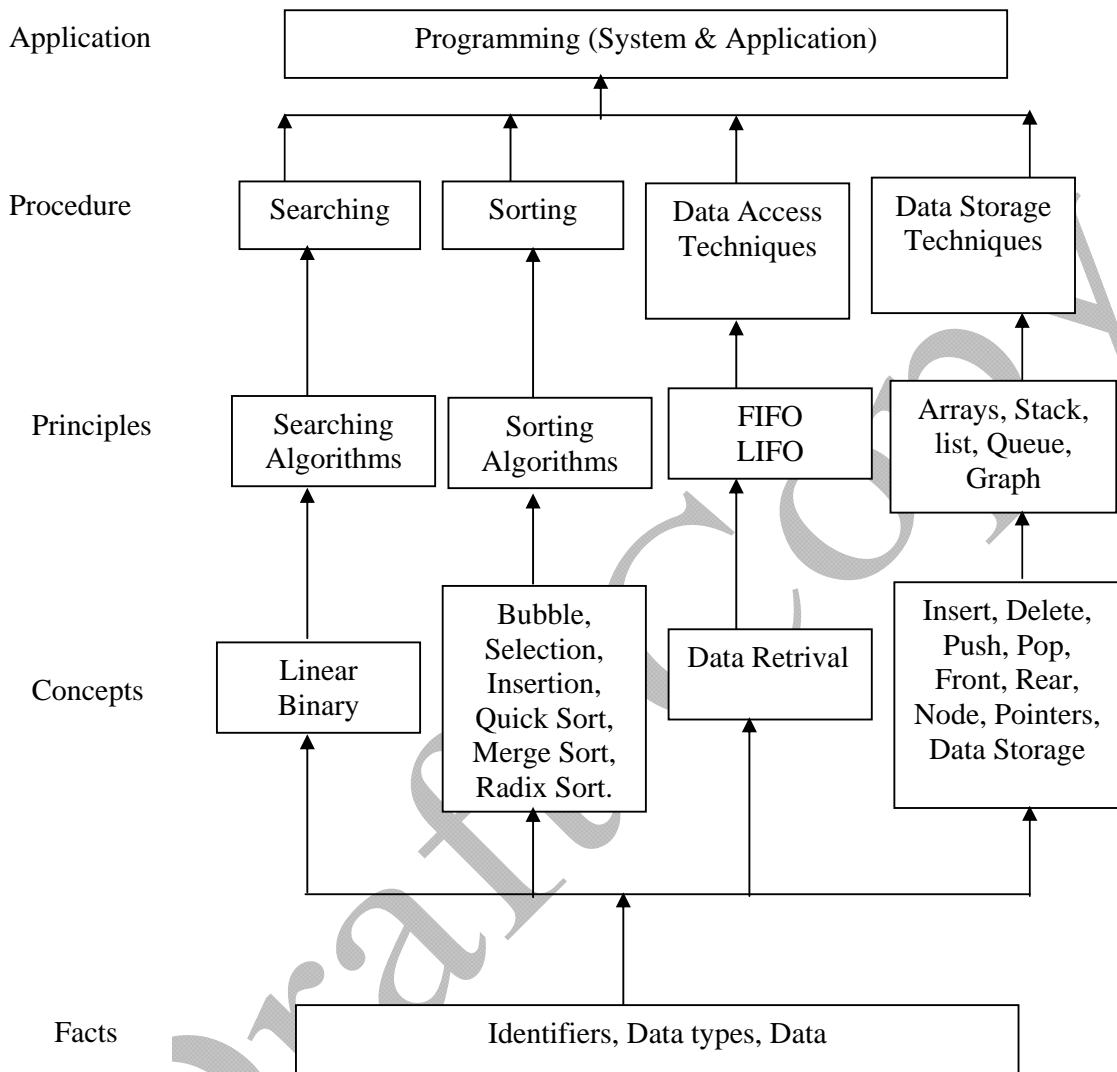 Application
Programming (System & Application)
Procedure
Searching
Sorting
Data Access
Techniques
Data Storage
Techniques
Principles
Searching
Algorithms
Sorting
Algorithms
FIFO
LIFO
Arrays, Stack,
list, Queue,
Graph
Concepts
Linear
Binary
Bubble,
Selection,
Insertion,
Quick Sort,
Merge Sort,
Radix Sort.
Data Retrival
Insert, Delete,
Push, Pop,
Front, Rear,
Node, Pointers,
Data Storage
Facts
Identifiers, Data types, Data
Draft Copy